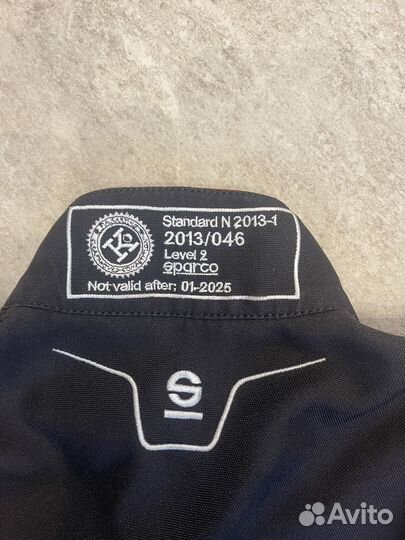 Standard N 2013-1
2013/046
Level 2
sparco
Not valid after: 01-2025
S
Avito